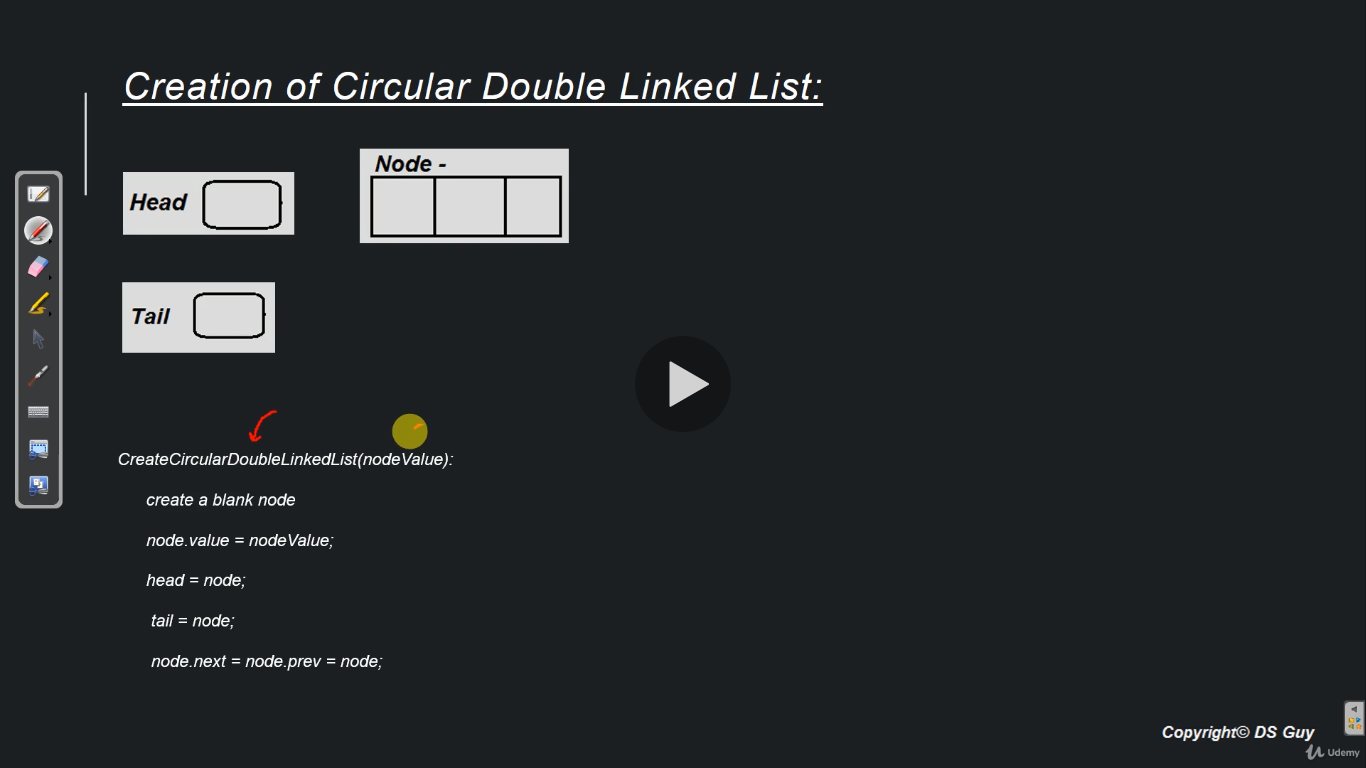 Creation of Circular Double Linked List:
Node -
Head
Tail
CreateCircularDoubleLinkedList(nodeValue):
create a blank node
node.value = nodeValue;
head = node;
tail = node;
node.next = node.prev = node;
Copyright© DS Guy
Udemy